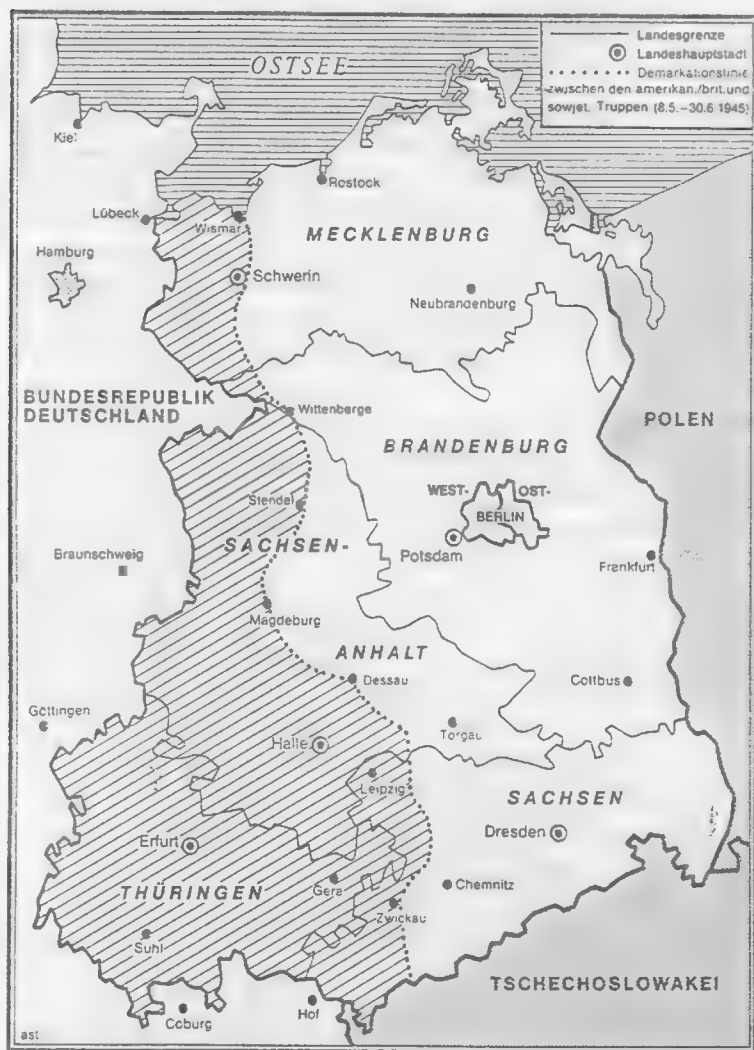 OSTSEE
Landesgrenze
Landeshauptstadt
Demarkationslinie
zwischen den amerikan./brit.und
sowjet. Truppen (8.5.–30.6 1945)
Kiel
Rostock
Lübeck
Wismar
MECKLENBURG
Hamburg
Schwerin
Neubrandenburg
BUNDESREPUBLIK
DEUTSCHLAND
Wittenberge
POLEN
BRANDENBURG
WEST-
OST-
BERLIN
Stendal
SACHSEN-
Potsdam
Braunschweig
Frankfurt
Magdeburg
ANHALT
Dessau
Cottbus
Göttingen
Torgau
Halle
Leipzig
SACHSEN
Erfurt
Dresden
THÜRINGEN
Gera
Chemnitz
Zwickau
Suhl
TSCHECHOSLOWAKEI
Coburg
Hof
ast